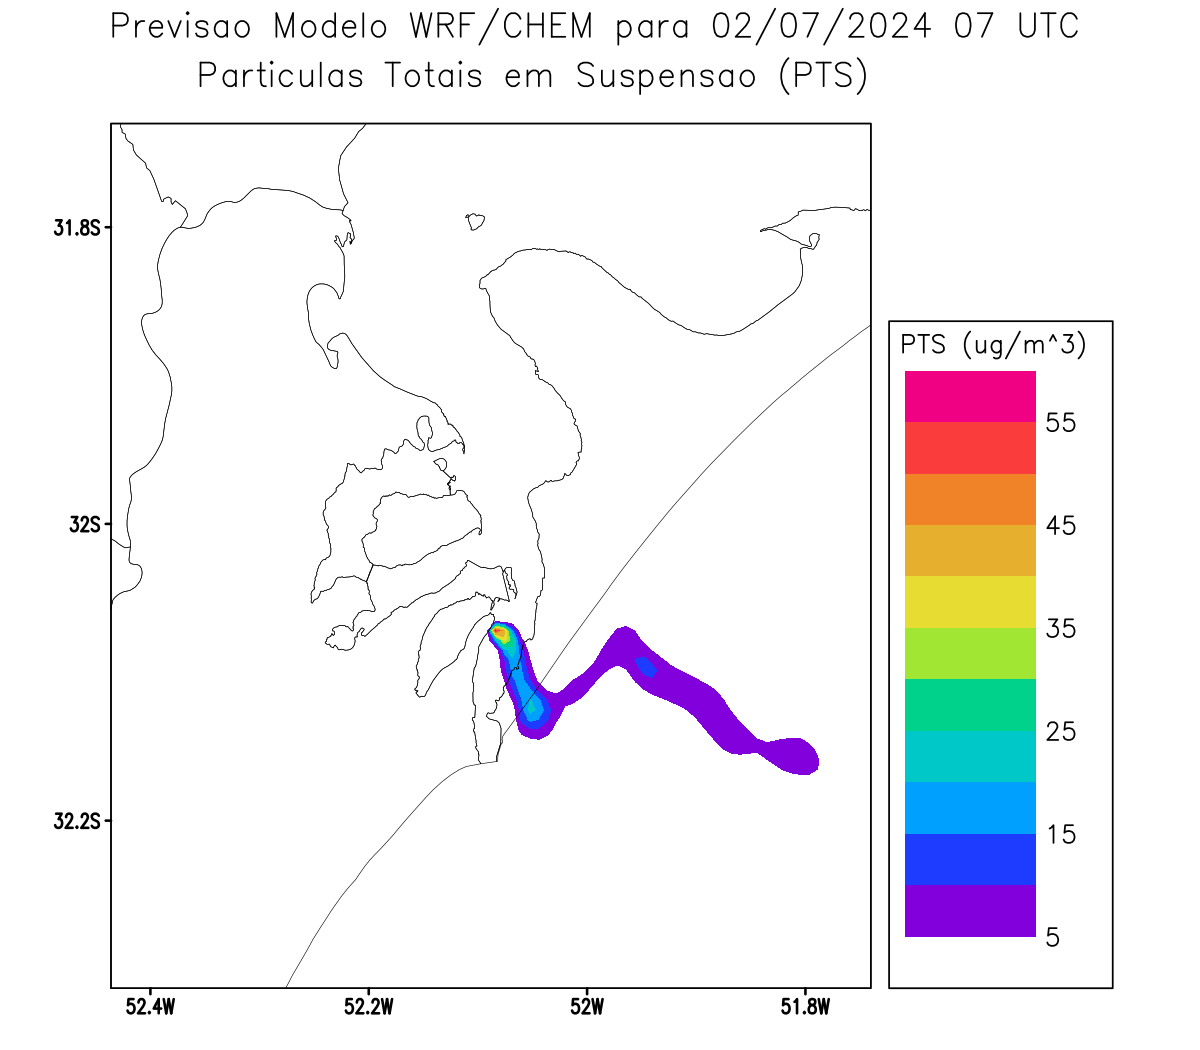 Previsao Modelo WRF/CHEM para 02/07/2024 07 UTC
Particulas Totais em Suspensao (PTS)
31.8S
32S
32.2S
52.4W
52.2W
52W
51.8W
PTS (ug/m^3)
55
45
35
25
15
5